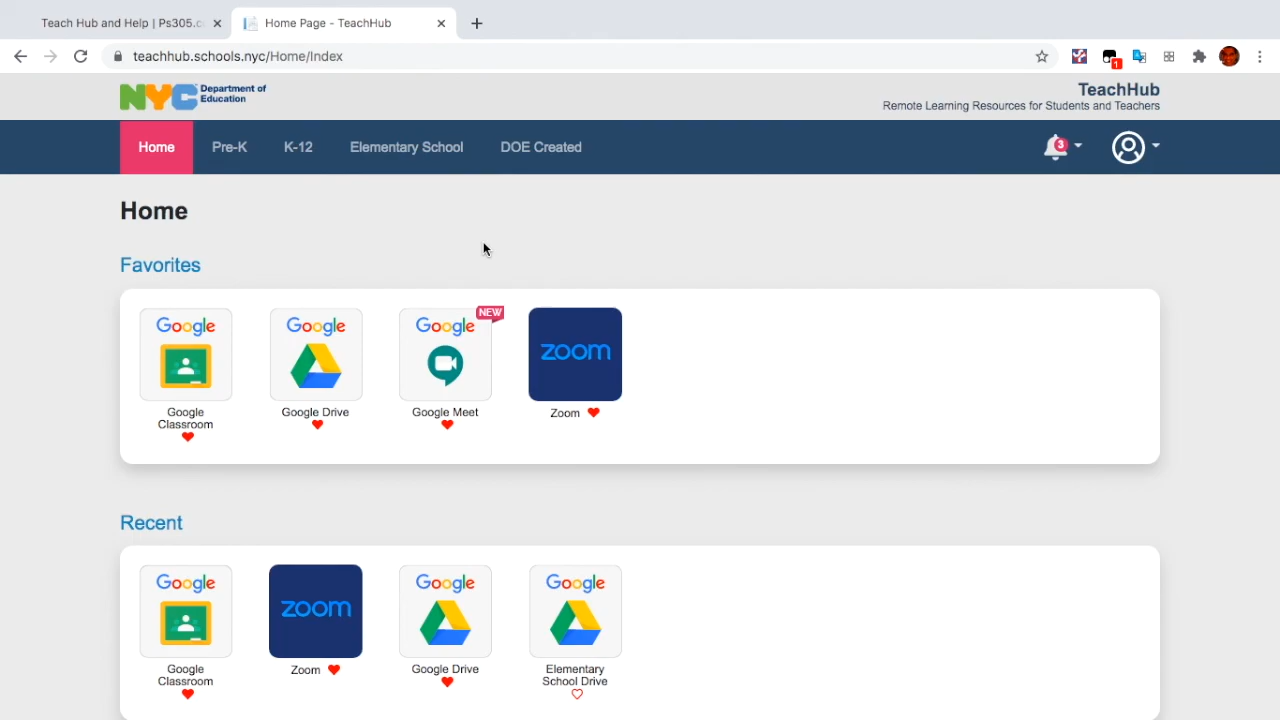 Teach Hub and Help | Ps305.c
Home Page - TeachHub
teachhub.schools.nyc/Home/Index
1
NYC Department of Education
TeachHub
Remote Learning Resources for Students and Teachers
Home Pre-K K-12 Elementary School DOE Created
3
Home
Favorites
Google Google Google NEW zoom
Google Classroom
Google Drive
Google Meet
Zoom
Recent
Google zoom Google Google
Google Classroom
Zoom
Google Drive
Elementary School Drive